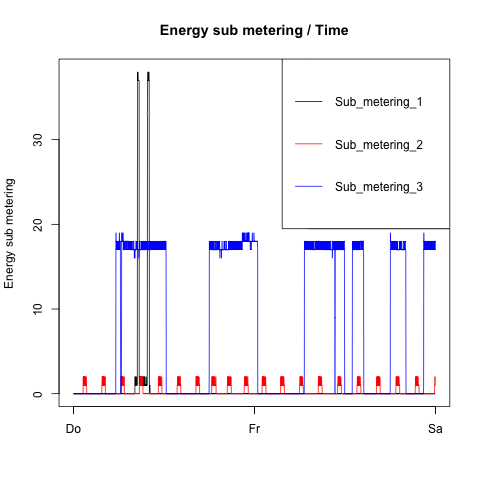 Energy sub metering / Time
Sub_metering_1
Sub_metering_2
Sub_metering_3
Energy sub metering
30
20
10
0
Do Fr Sa